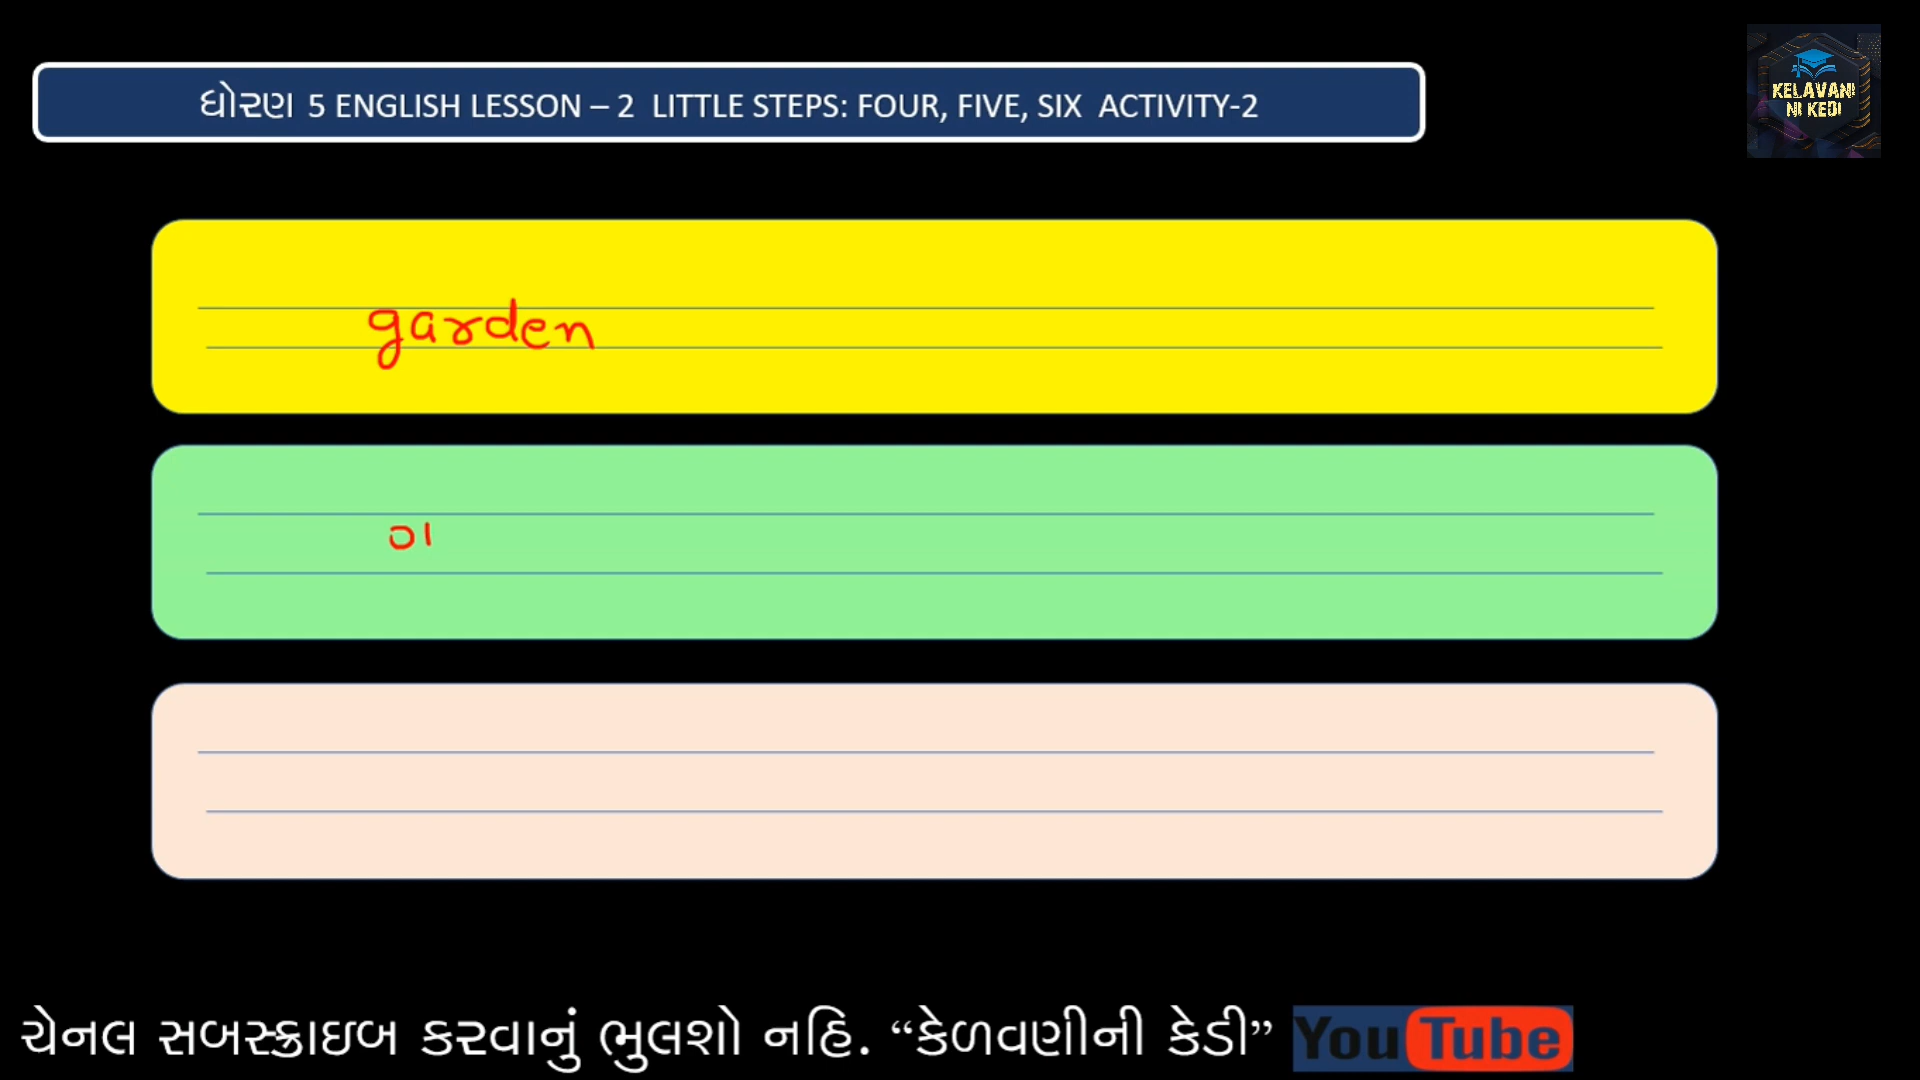 ધોરણ 5 ENGLISH LESSON – 2 LITTLE STEPS: FOUR, FIVE, SIX ACTIVITY-2
KELAVANI
NI KEDI
garden
ગ
ચેનલ સબસ્ક્રાઇબ કરવાનું ભુલશો નહિ. “કેળવણીની કેડી” YouTube